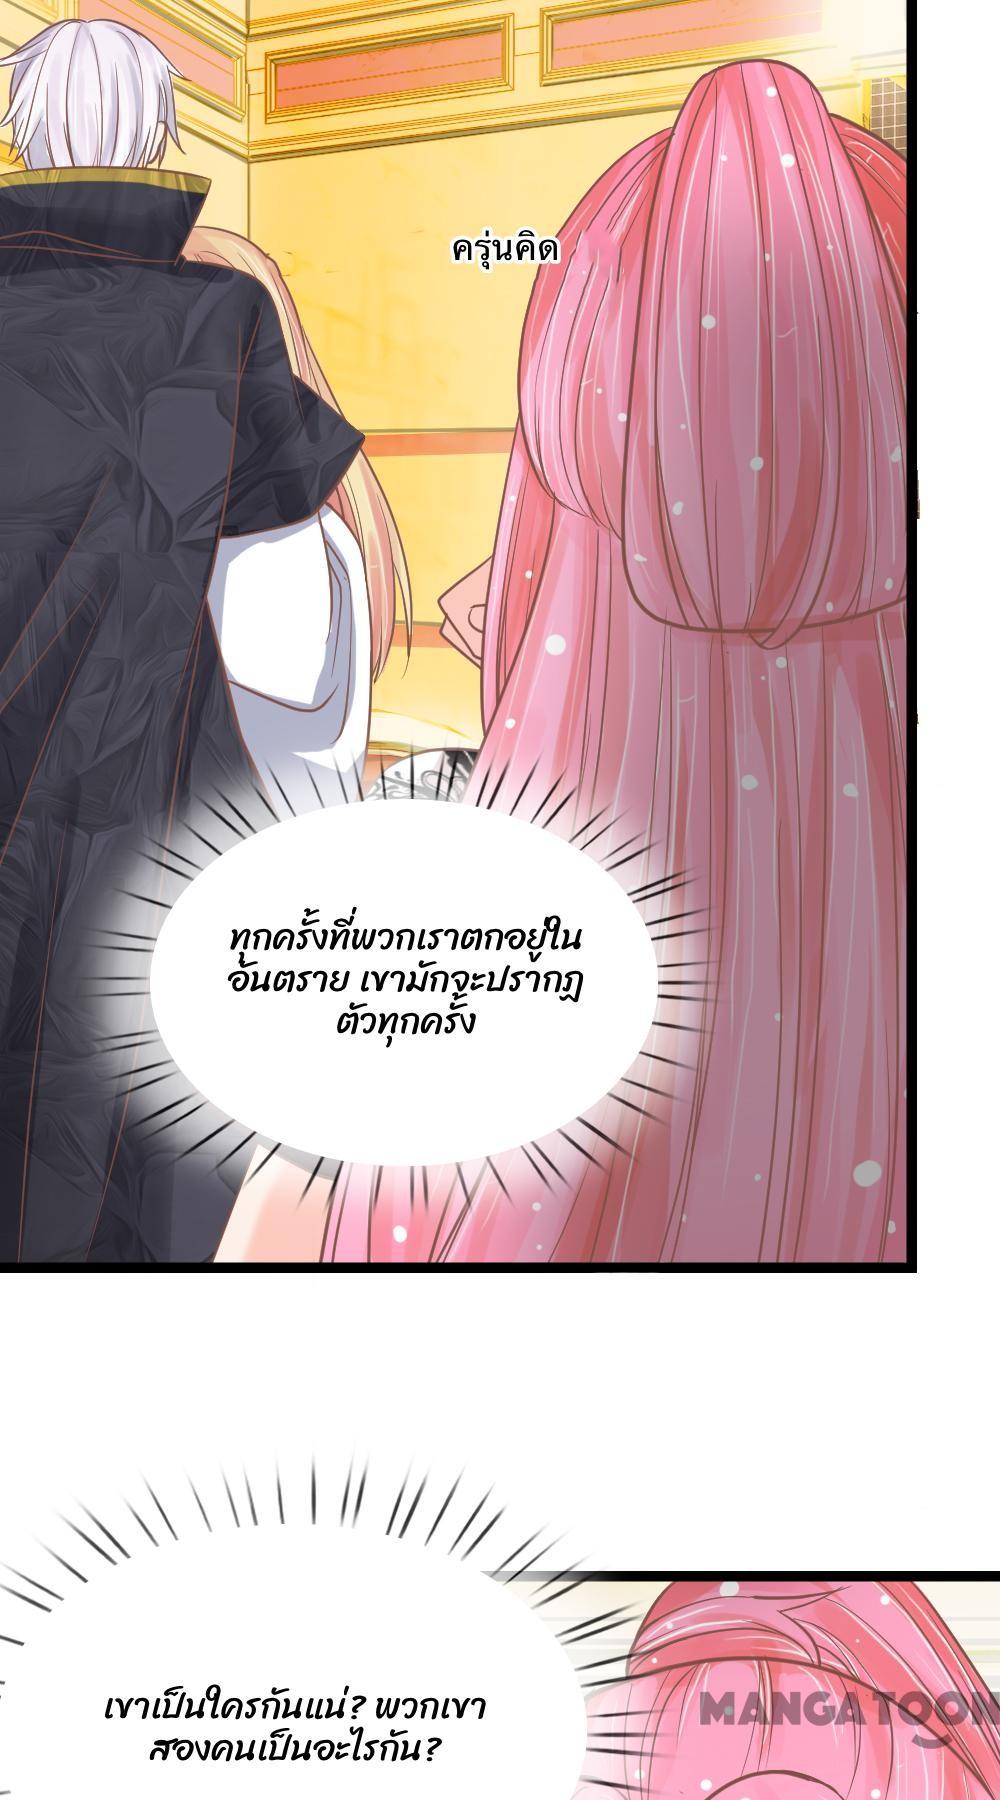 ครุ่นคิด
ทุกครั้งที่พวกเราตกอยู่ใน
อันตราย เขามักจะปรากฏ
ตัวทุกครั้ง
เขาเป็นใครกันแน่? พวกเขา
สองคนเป็นอะไรกัน?
MANGATOON